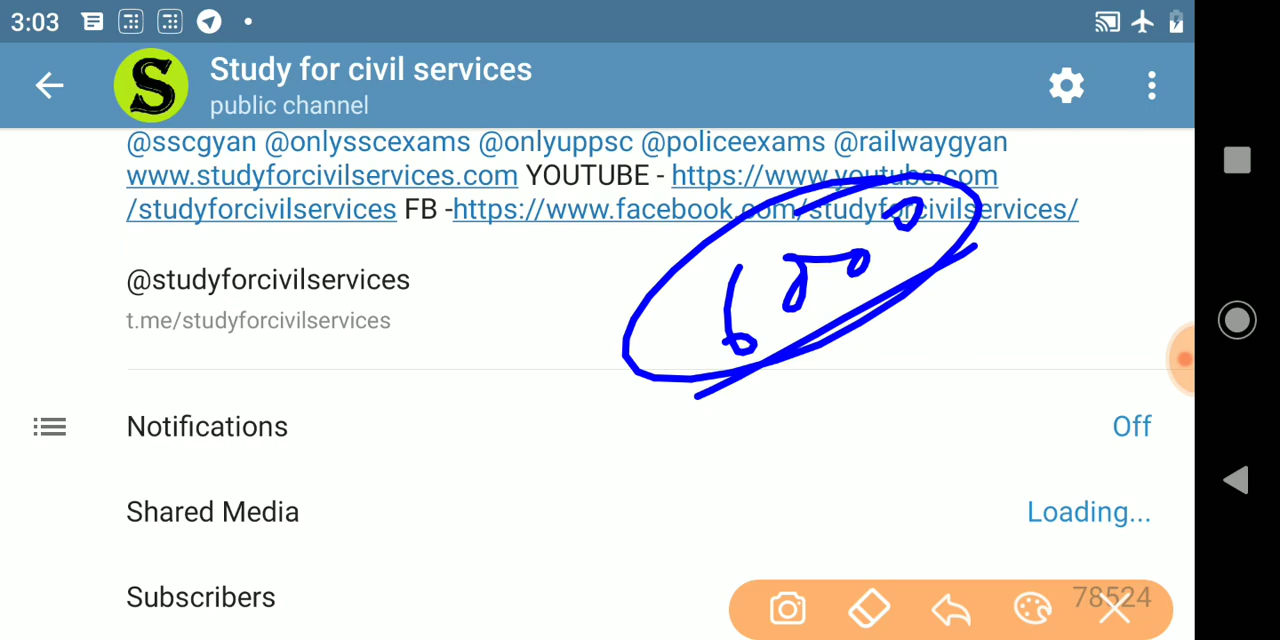 3:03
Study for civil services
public channel
@sscgyan @onlysscexams @onlyuppsc @policeexams @railwaygyan
www.studyforcivilservices.com YOUTUBE - https://www.youtube.com
/studyforcivilservices FB -https://www.facebook.com/studyforcivilservices/
@studyforcivilservices
t.me/studyforcivilservices
Notifications Off
Shared Media Loading...
Subscribers 78524